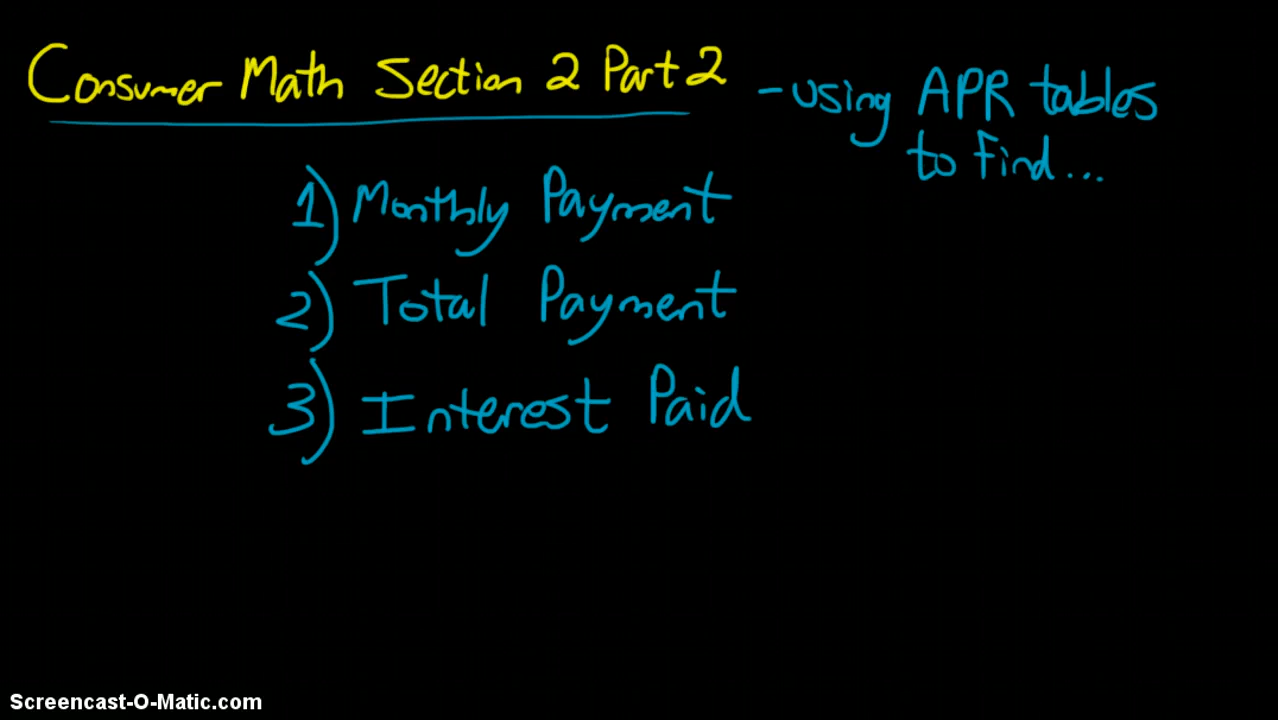 Consumer Math Section 2 Part 2
- using APR tables
to find...
1) Monthly Payment
2) Total Payment
3) Interest Paid
Screencast-O-Matic.com